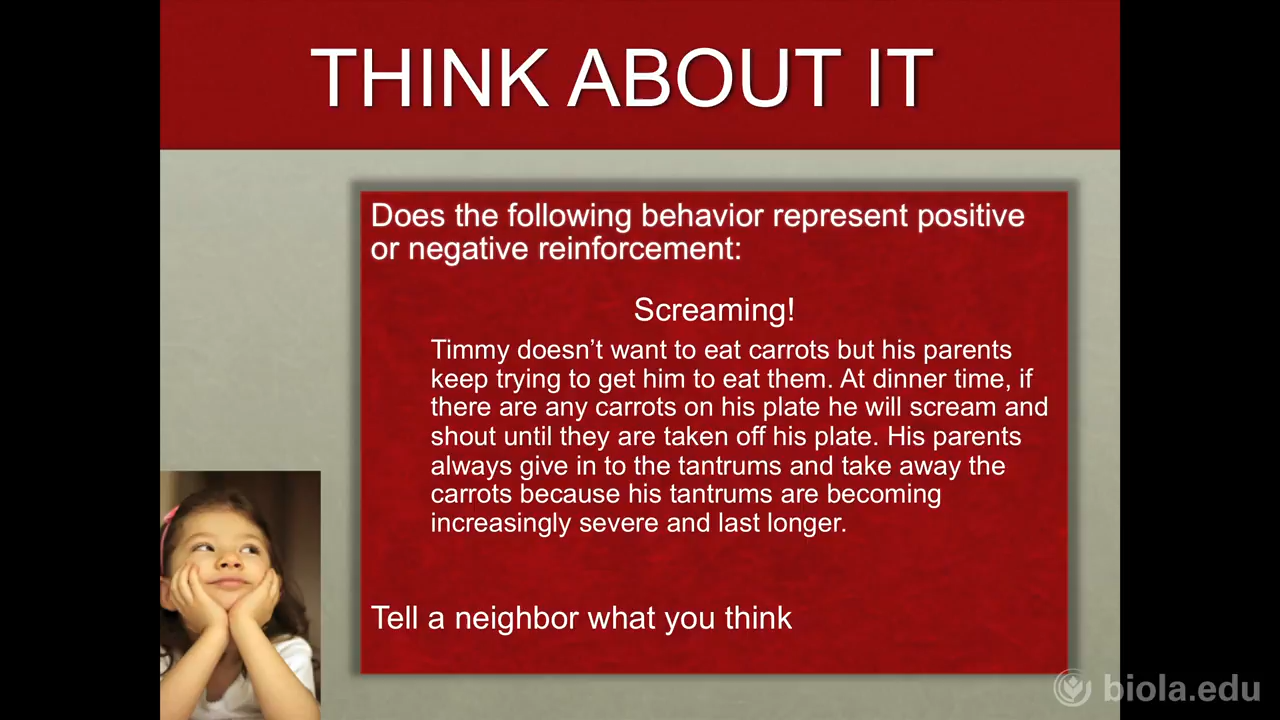 THINK ABOUT IT
Does the following behavior represent positive
or negative reinforcement:
Screaming!
Timmy doesn’t want to eat carrots but his parents
keep trying to get him to eat them. At dinner time, if
there are any carrots on his plate he will scream and
shout until they are taken off his plate. His parents
always give in to the tantrums and take away the
carrots because his tantrums are becoming
increasingly severe and last longer.
Tell a neighbor what you think
biola.edu